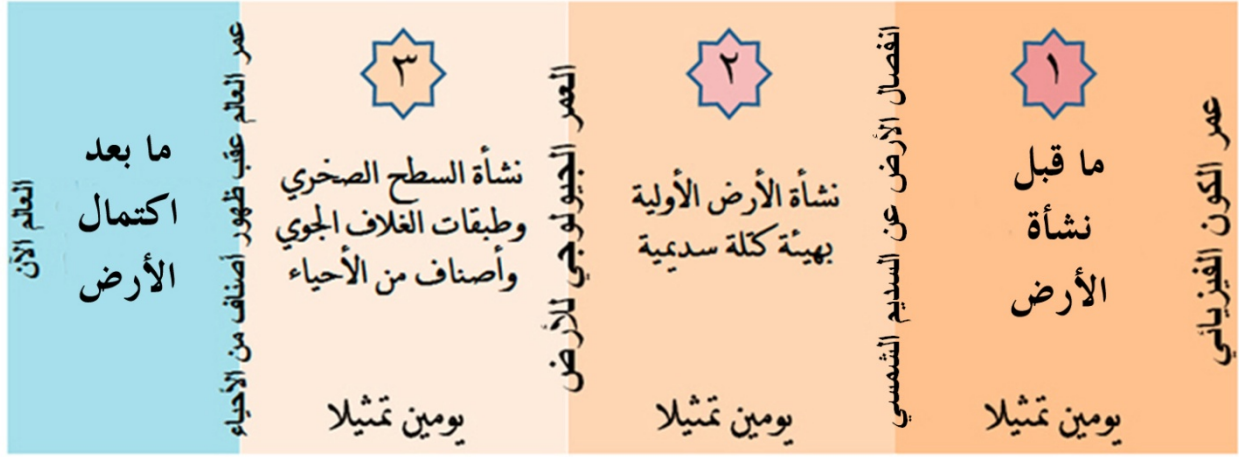 عمر الكون الفيزيائي
١
ما قبل
نشأة
الأرض
يومين تمثيلا
انفصال الأرض عن السديم الشمسي
٢
نشأة الأرض الأولية
بهيئة كتلة سديمية
يومين تمثيلا
العمر الجيولوجي للأرض
٣
نشأة السطح الصخري
وطبقات الغلاف الجوي
وأصناف من الأحياء
يومين تمثيلا
عمر العالم عقب ظهور أصناف من الأحياء
ما بعد
اكتمال
الأرض
العالم الآن